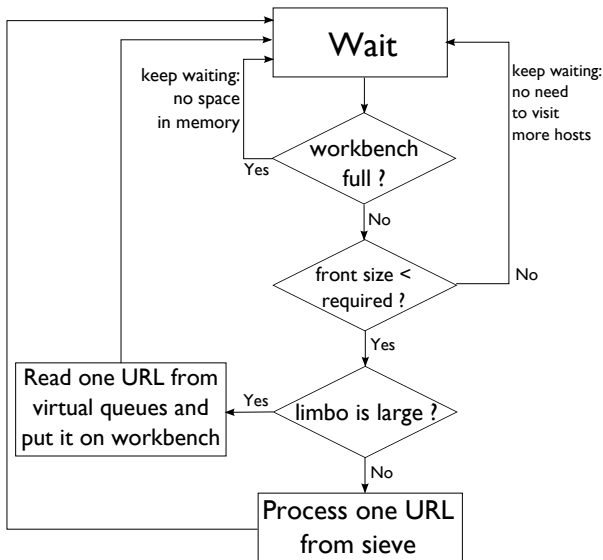 Wait
keep waiting:
no space
in memory
keep waiting:
no need
to visit
more hosts
workbench
full ?
Yes
No
front size <
required ?
No
Yes
Read one URL from
virtual queues and
put it on workbench
Yes
limbo is large ?
No
Process one URL
from sieve